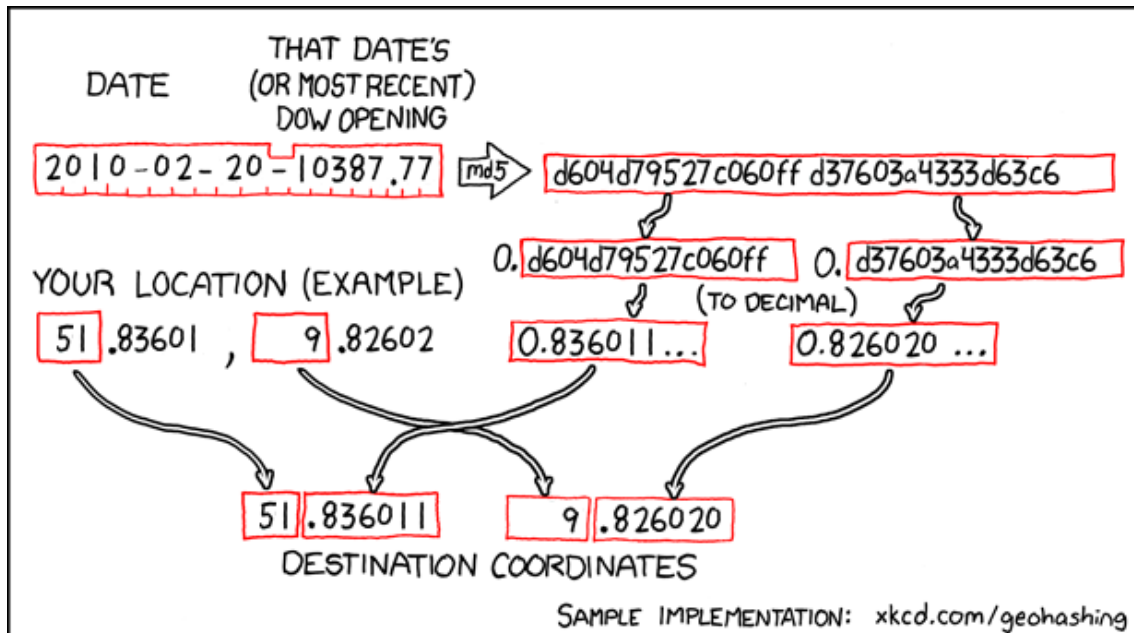 DATE
THAT DATE'S
(OR MOST RECENT)
DOW OPENING
2010-02-20-10387.77
md5
d604d79527c060ff d37603a4333d63c6
0. d604d79527c060ff
0. d37603a4333d63c6
(TO DECIMAL)
YOUR LOCATION (EXAMPLE)
51 .83601 , 9 .82602
0.836011...
0.826020 ...
51 .836011
9 .826020
DESTINATION COORDINATES
SAMPLE IMPLEMENTATION: xkcd.com/geohashing